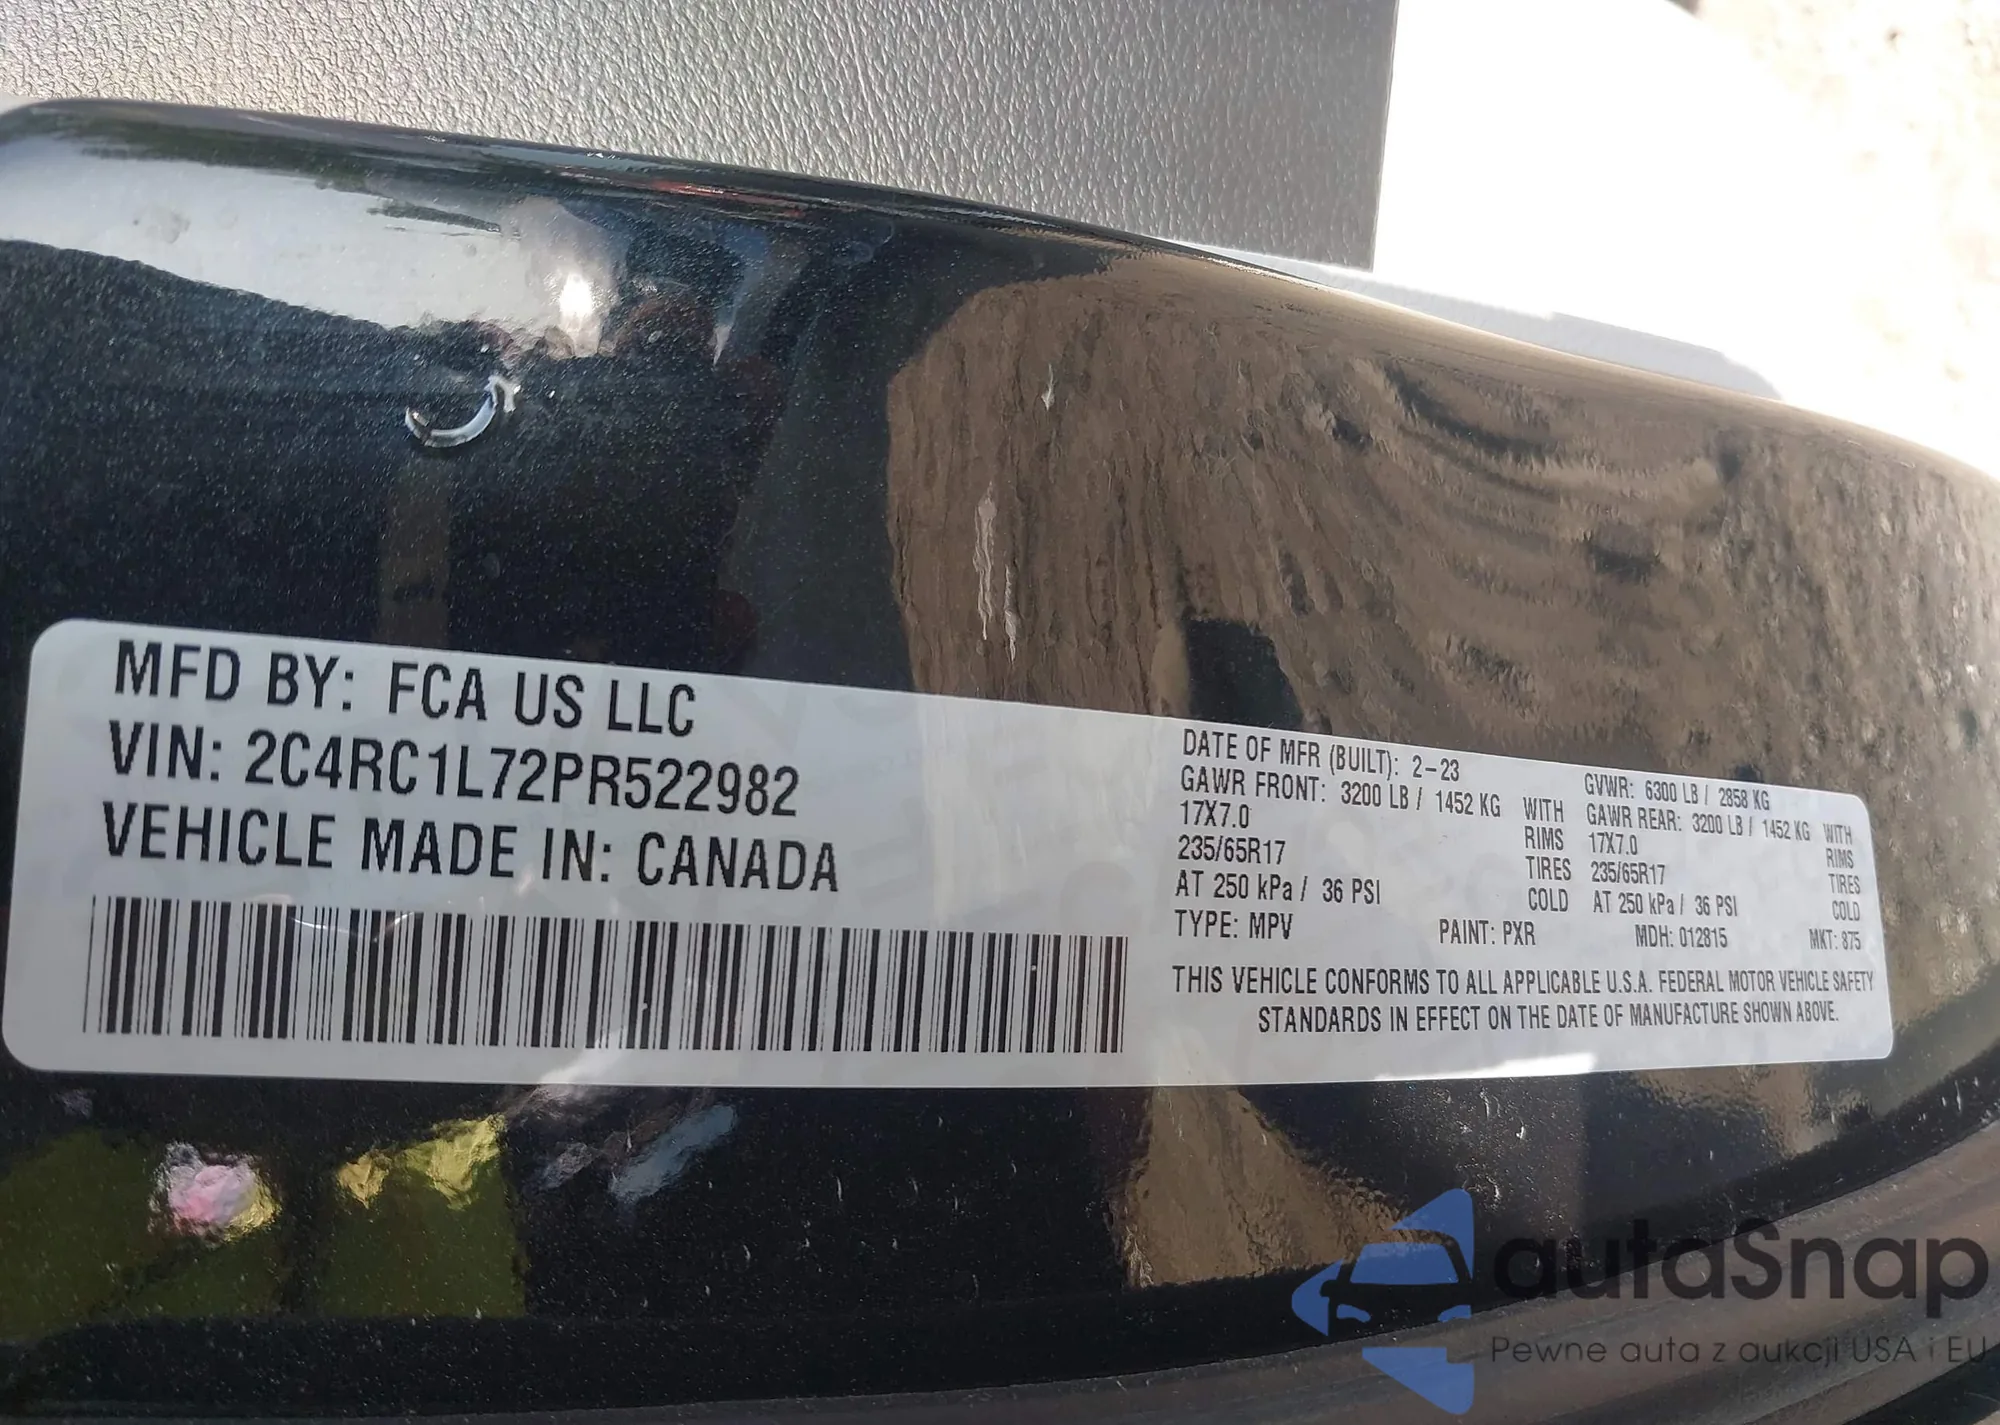 MFD BY: FCA US LLC
VIN: 2C4RC1L72PR522982
VEHICLE MADE IN: CANADA
DATE OF MFR (BUILT): 2-23 GVWR: 6300 LB / 2858 KG
GAWR FRONT: 3200 LB / 1452 KG WITH GAWR REAR: 3200 LB / 1452 KG WITH
17X7.0 RIMS 17X7.0 RIMS
235/65R17 TIRES 235/65R17 TIRES
AT 250 kPa / 36 PSI COLD AT 250 kPa / 36 PSI COLD
TYPE: MPV PAINT: PXR MDH: 012815 MKT: 875
THIS VEHICLE CONFORMS TO ALL APPLICABLE U.S.A. FEDERAL MOTOR VEHICLE SAFETY
STANDARDS IN EFFECT ON THE DATE OF MANUFACTURE SHOWN ABOVE.
autaSnap
Pewne auta z aukcji USA i EU